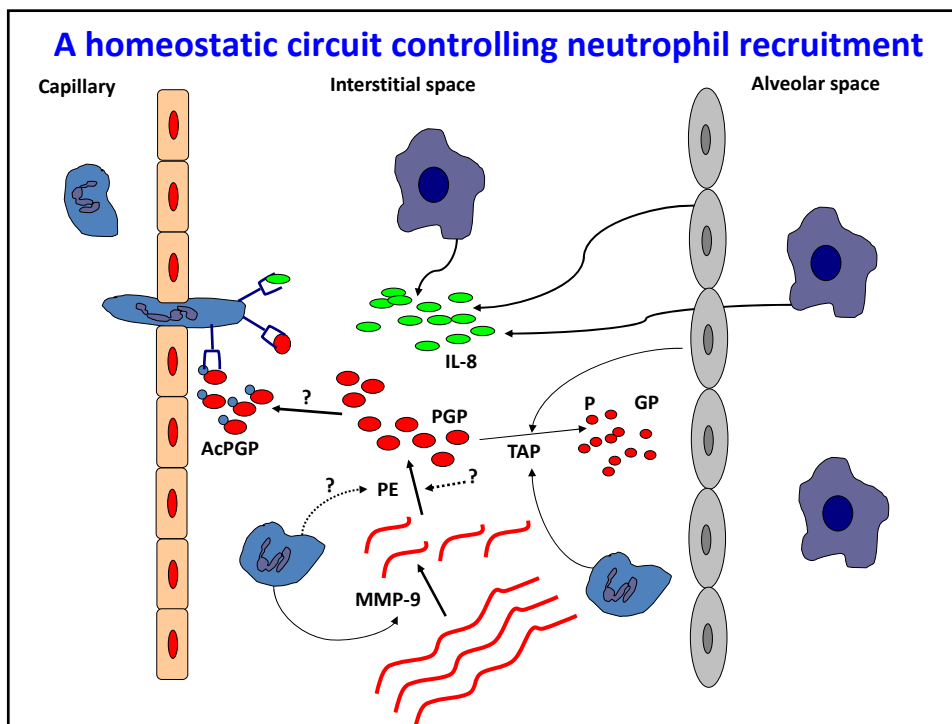 A homeostatic circuit controlling neutrophil recruitment
Capillary
Interstitial space
Alveolar space
IL-8
?
PGP
P
GP
AcPGP
TAP
?
PE
?
MMP-9